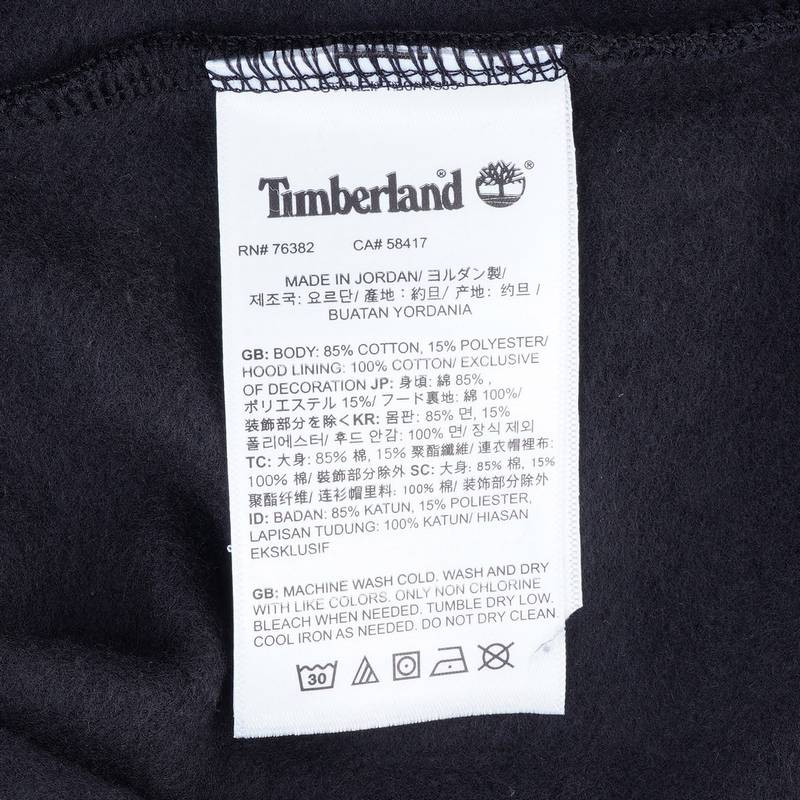 Timberland® ®
RN# 76382 CA# 58417
MADE IN JORDAN/ ヨルダン製/
제조국: 요르단/ 產地：約旦/ 产地: 约旦/
BUATAN YORDANIA
GB: BODY: 85% COTTON, 15% POLYESTER/
HOOD LINING: 100% COTTON/ EXCLUSIVE
OF DECORATION JP: 身頃: 綿 85% ,
ポリエステル 15%/ フード裏地: 綿 100%/
装飾部分を除く KR: 몸판: 85% 면, 15%
폴리에스터/ 후드 안감: 100% 면/ 장식 제외
TC: 大身: 85% 棉, 15% 聚酯纖維/ 連衣帽裡布:
100% 棉/ 裝飾部分除外 SC: 大身: 85% 棉, 15%
聚酯纤维/ 连衫帽里料: 100% 棉/ 装饰部分除外
ID: BADAN: 85% KATUN, 15% POLIESTER,
LAPISAN TUDUNG: 100% KATUN/ HIASAN
EKSKLUSIF
GB: MACHINE WASH COLD. WASH AND DRY
WITH LIKE COLORS. ONLY NON CHLORINE
BLEACH WHEN NEEDED. TUMBLE DRY LOW.
COOL IRON AS NEEDED. DO NOT DRY CLEAN.
30